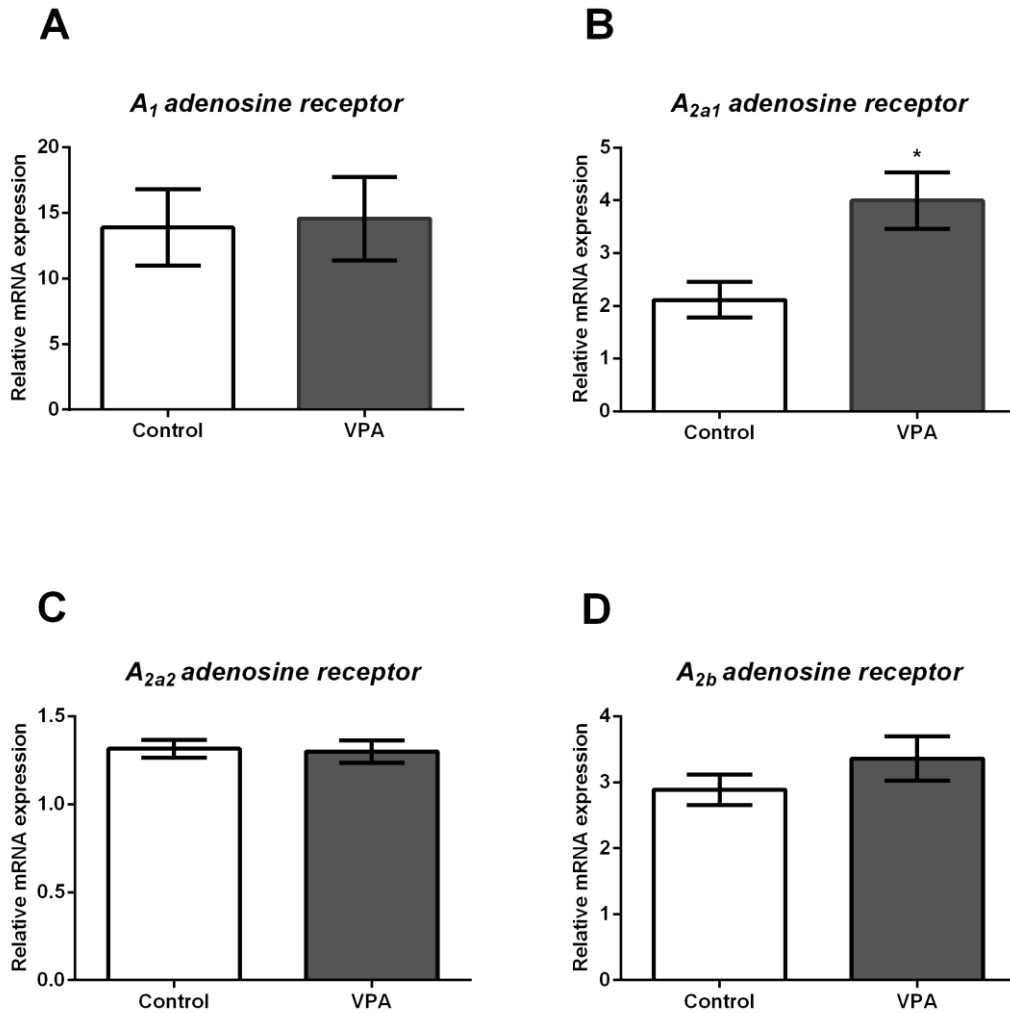 A
A1 adenosine receptor
Relative mRNA expression
20
15
10
5
0
Control VPA
B
A2a1 adenosine receptor
Relative mRNA expression
5
4
3
2
1
0
*
Control VPA
C
A2a2 adenosine receptor
Relative mRNA expression
1.5
1.0
0.5
0.0
Control VPA
D
A2b adenosine receptor
Relative mRNA expression
4
3
2
1
0
Control VPA